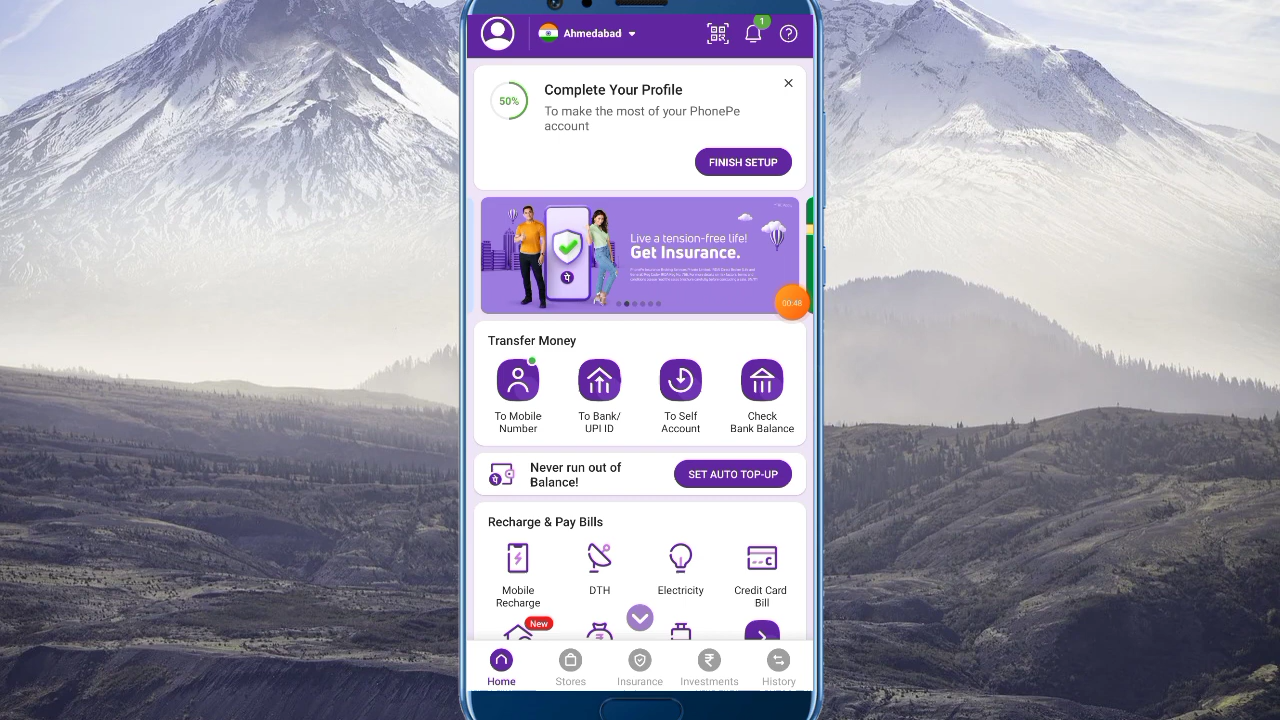 Ahmedabad
1
50%
Complete Your Profile
To make the most of your PhonePe
account
FINISH SETUP
Live a tension-free life!
Get Insurance.
00:48
Transfer Money
To Mobile
Number
To Bank/
UPI ID
To Self
Account
Check
Bank Balance
Never run out of
Balance!
SET AUTO TOP-UP
Recharge & Pay Bills
Mobile
Recharge
DTH
Electricity
Credit Card
Bill
New
Home
Stores
Insurance
Investments
History